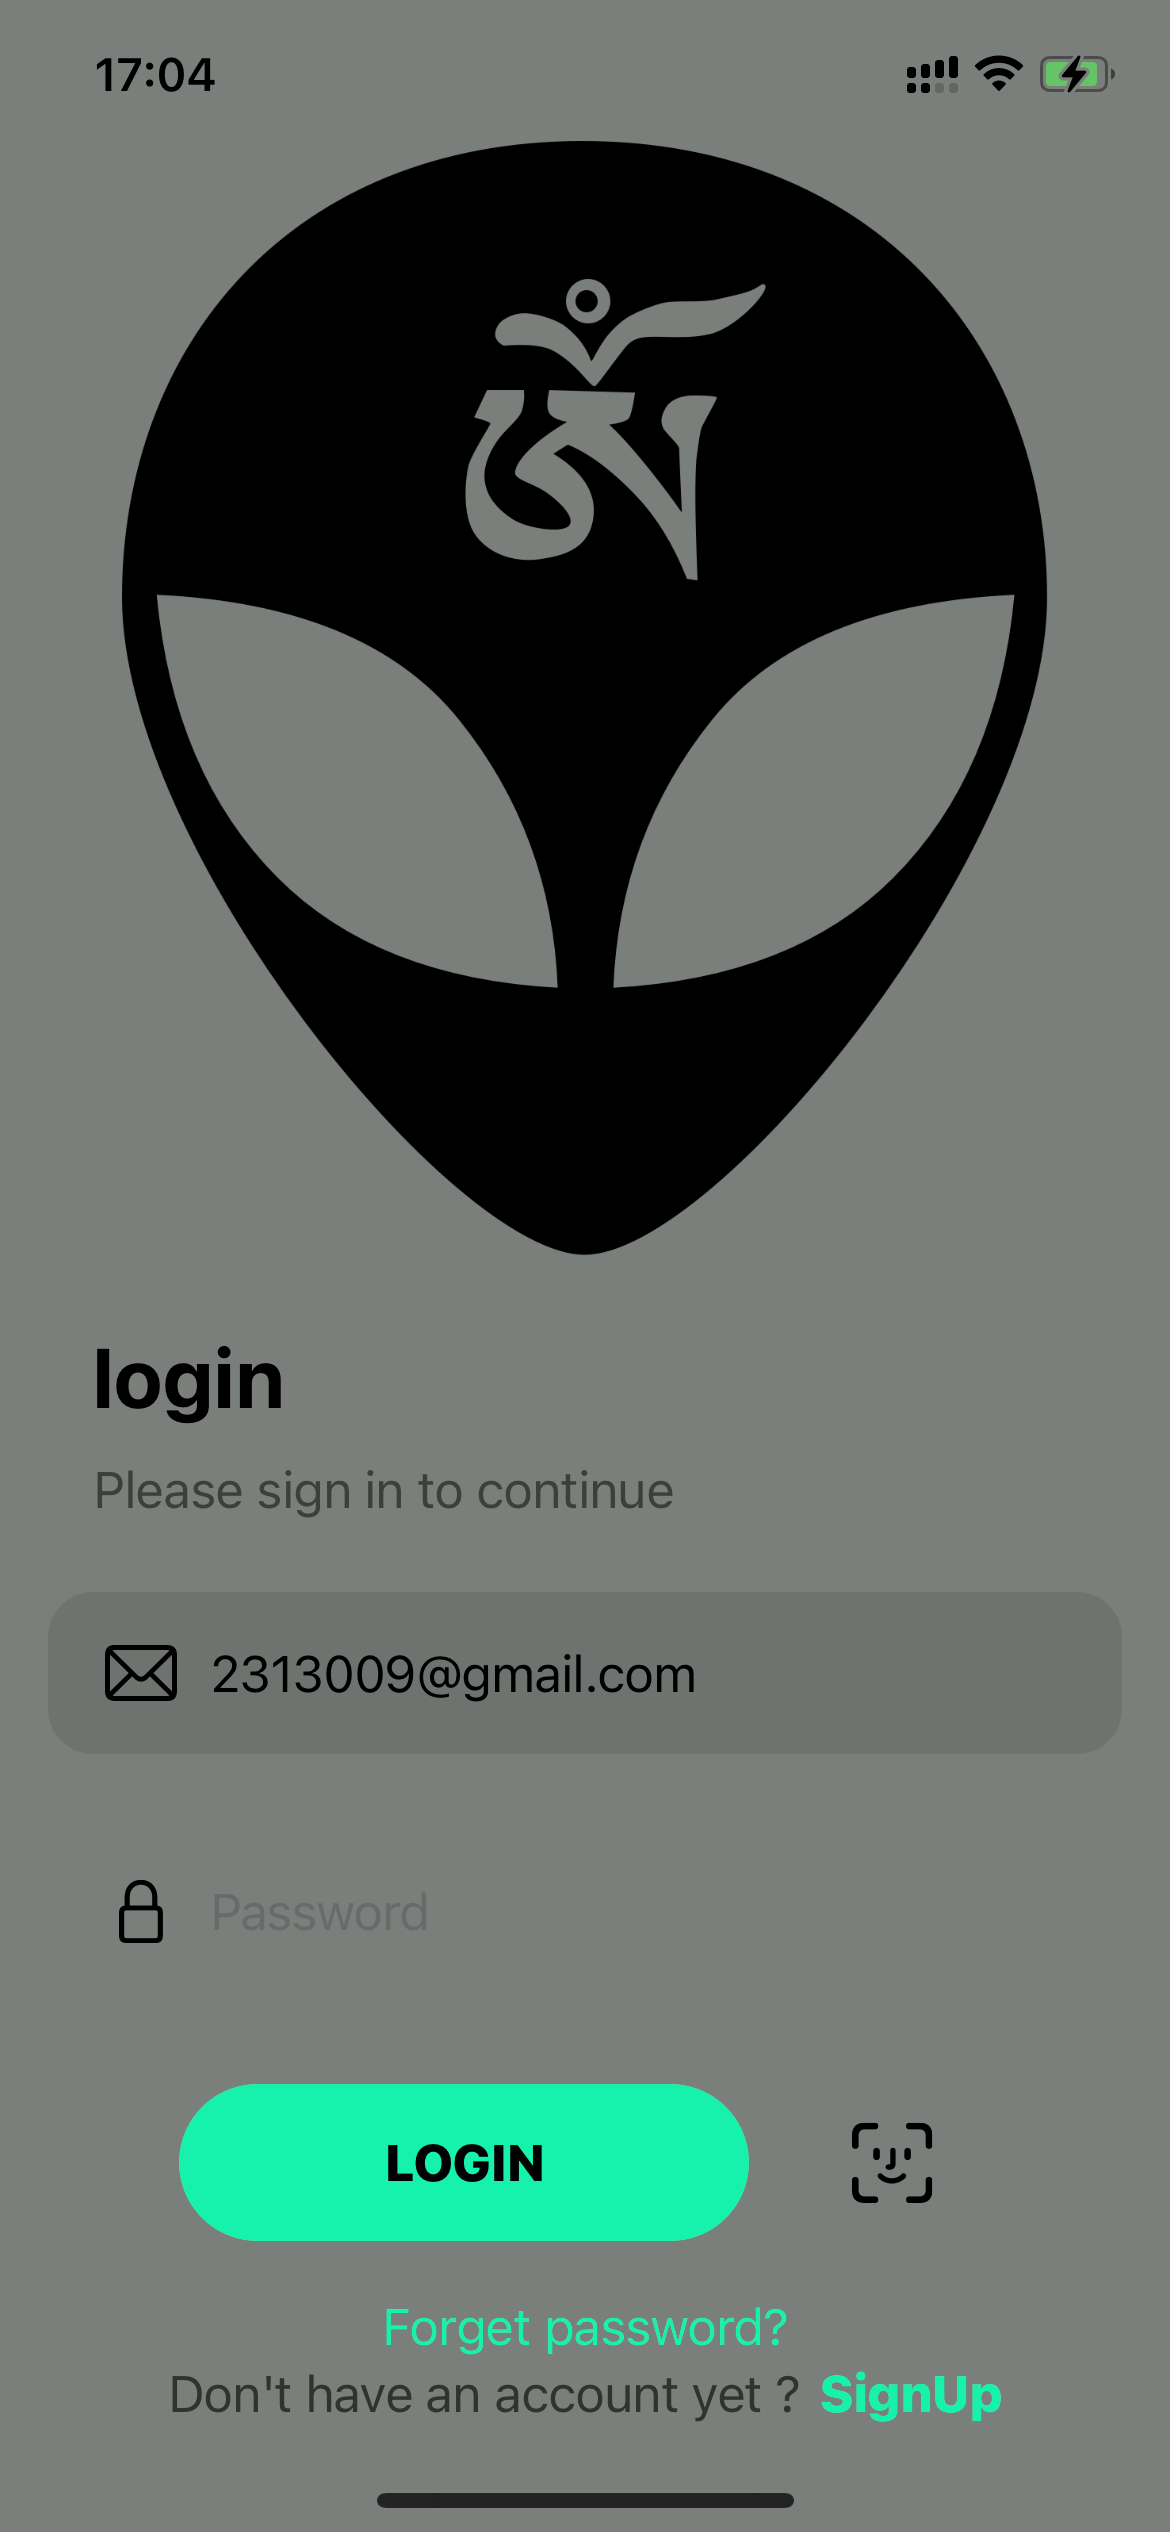 17:04
ༀ
login
Please sign in to continue
2313009@gmail.com
Password
LOGIN
Forget password?
Don't have an account yet ? SignUp